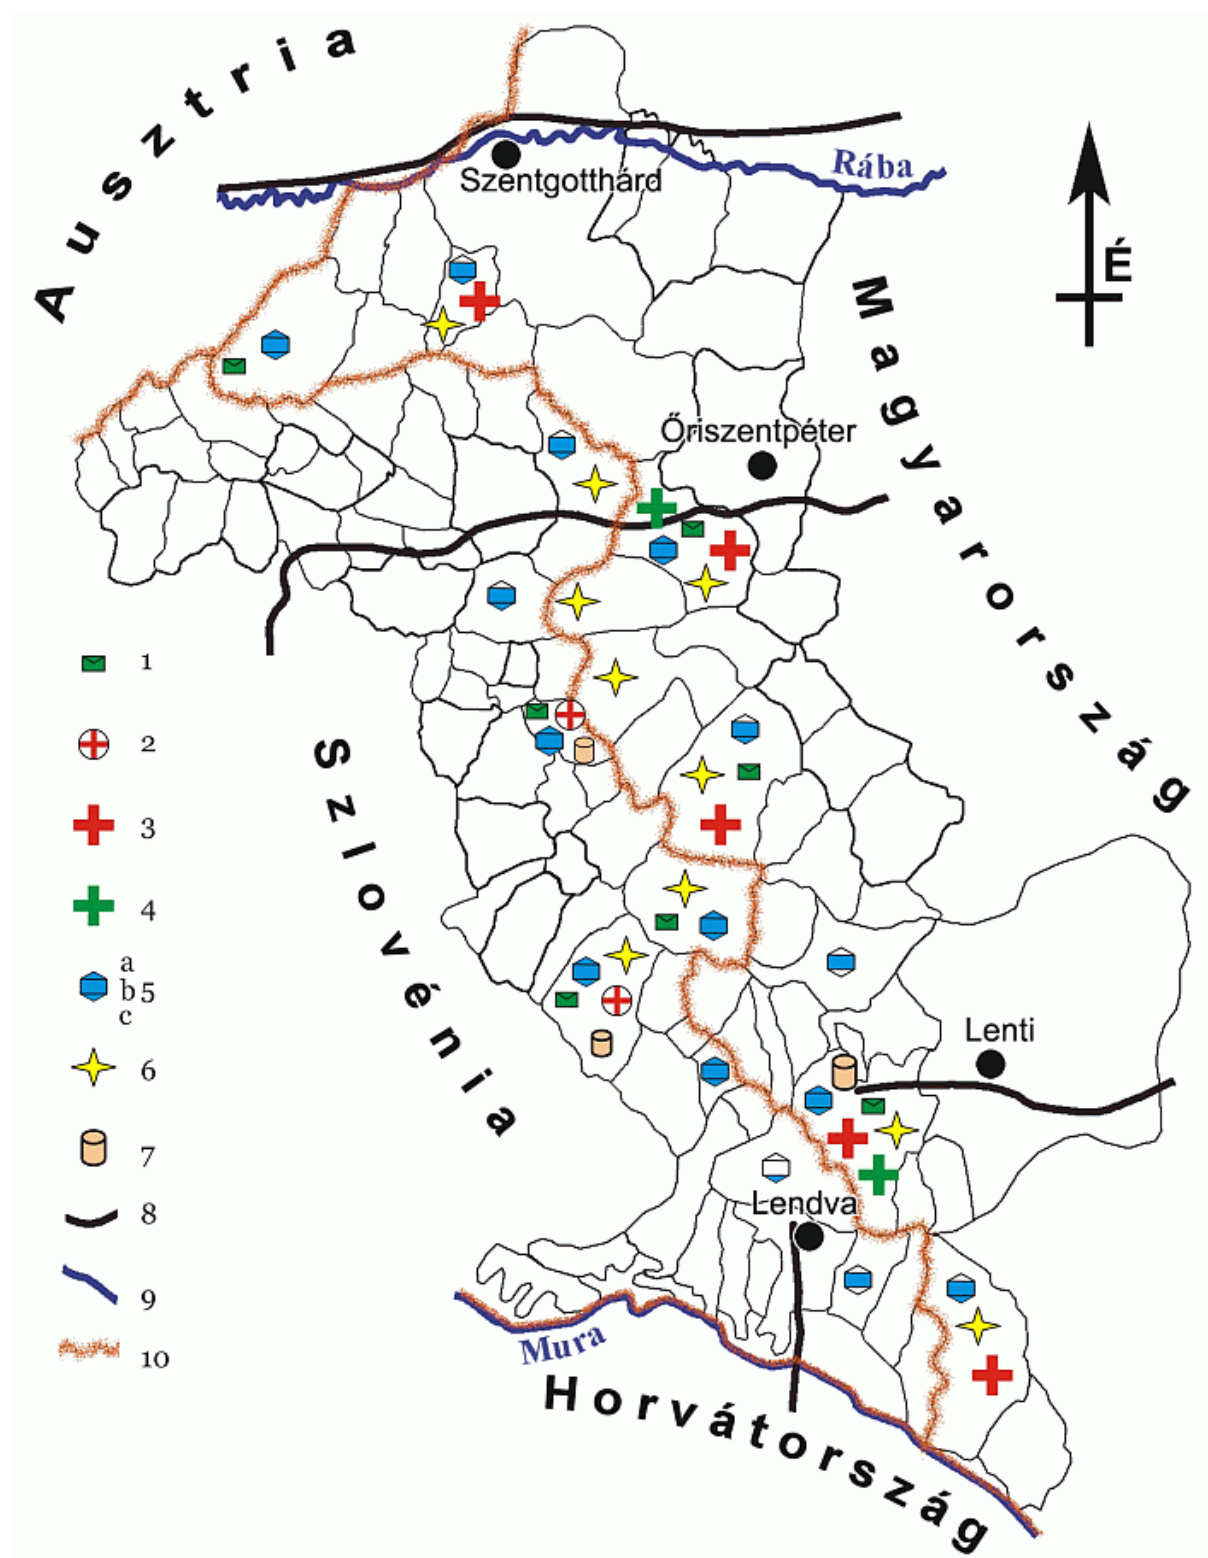 Ausztria
Rába
Szentgotthárd
É
Magyarország
Őriszentpéter
1
2
3
4
a
b 5
c
6
7
8
9
10
Szlovénia
Lenti
Lendva
Mura
Horvátország